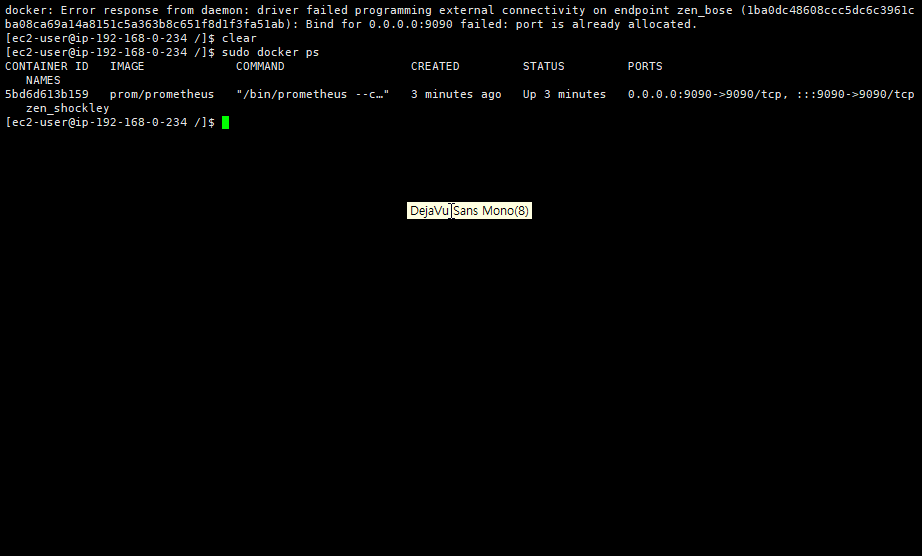 docker: Error response from daemon: driver failed programming external connectivity on endpoint zen_bose (1ba0dc48608ccc5dc6c3961c
ba08ca69a14a8151c5a363b8c651f8d1f3fa51ab): Bind for 0.0.0.0:9090 failed: port is already allocated.
[ec2-user@ip-192-168-0-234 /]$ clear
[ec2-user@ip-192-168-0-234 /]$ sudo docker ps
CONTAINER ID   IMAGE             COMMAND                  CREATED         STATUS         PORTS
   NAMES
5bd6d613b159   prom/prometheus   "/bin/prometheus --c…"   3 minutes ago   Up 3 minutes   0.0.0.0:9090->9090/tcp, :::9090->9090/tcp
   zen_shockley
[ec2-user@ip-192-168-0-234 /]$
DejaVu Sans Mono(8)